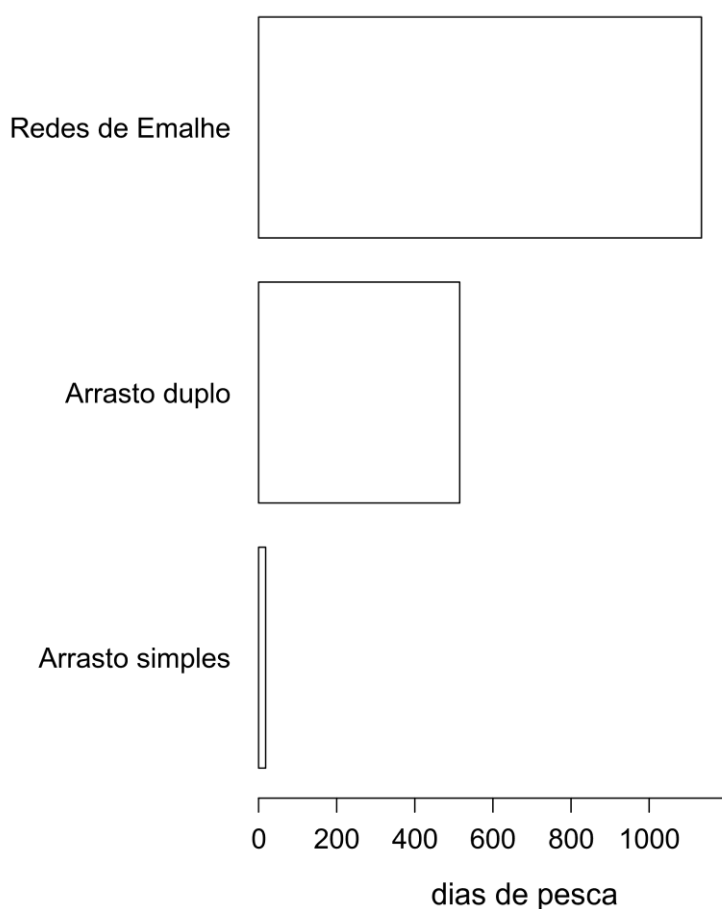 Redes de Emalhe
Arrasto duplo
Arrasto simples
0 200 400 600 800 1000
dias de pesca